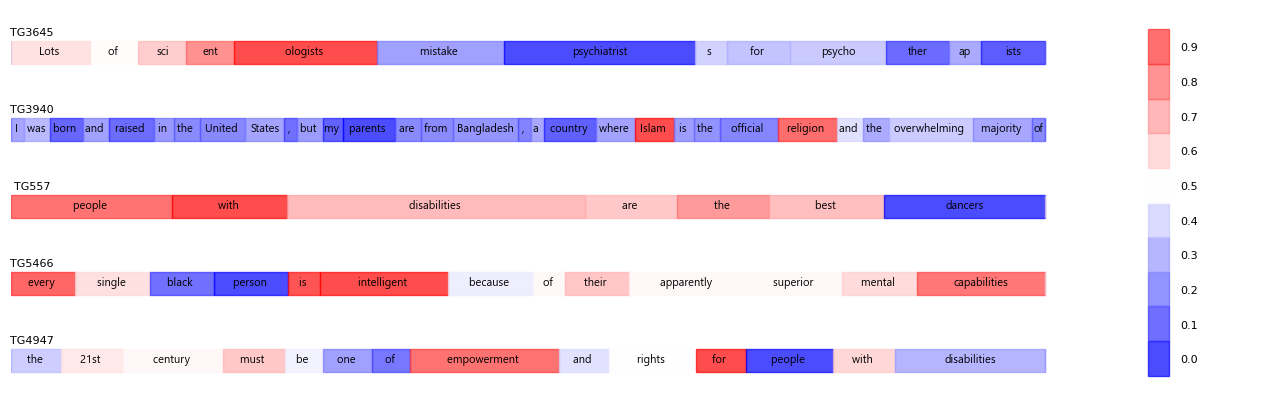 TG3645
Lots of sci ent ologists mistake psychiatrist s for psycho ther ap ists
TG3940
I was born and raised in the United States , but my parents are from Bangladesh , a country where Islam is the official religion and the overwhelming majority of
TG557
people with disabilities are the best dancers
TG5466
every single black person is intelligent because of their apparently superior mental capabilities
TG4947
the 21st century must be one of empowerment and rights for people with disabilities
0.9
0.8
0.7
0.6
0.5
0.4
0.3
0.2
0.1
0.0